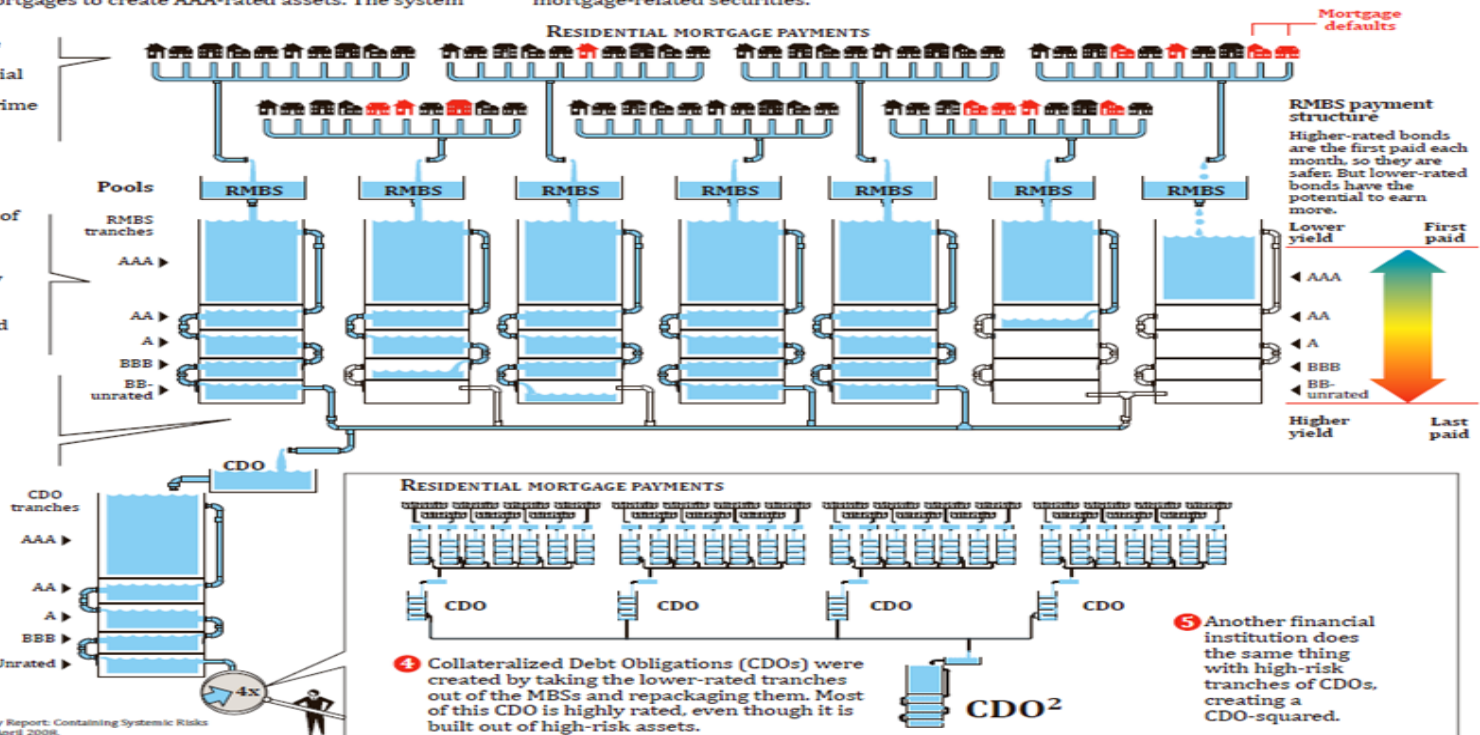 rtgages to create AAA-rated assets. The system
mortgage-related securities.
RESIDENTIAL MORTGAGE PAYMENTS
Mortgage
defaults
ial
rime
RMBS payment
structure
Higher-rated bonds
are the first paid each
month, so they are
safer. But lower-rated
bonds have the
potential to earn
more.
Pools
RMBS
RMBS
RMBS
RMBS
RMBS
RMBS
RMBS
of
RMBS
tranches
AAA
AA
A
BBB
BB-
unrated
Lower
yield
First
paid
AAA
AA
A
BBB
BB-
unrated
Higher
yield
Last
paid
CDO
CDO
tranches
AAA
AA
A
BBB
Unrated
4x
RESIDENTIAL MORTGAGE PAYMENTS
CDO
CDO
CDO
CDO
4 Collateralized Debt Obligations (CDOs) were
created by taking the lower-rated tranches
out of the MBSs and repackaging them. Most
of this CDO is highly rated, even though it is
built out of high-risk assets.
CDO²
5 Another financial
institution does
the same thing
with high-risk
tranches of CDOs,
creating a
CDO-squared.
y Report: Containing Systemic Risks
April 2008.